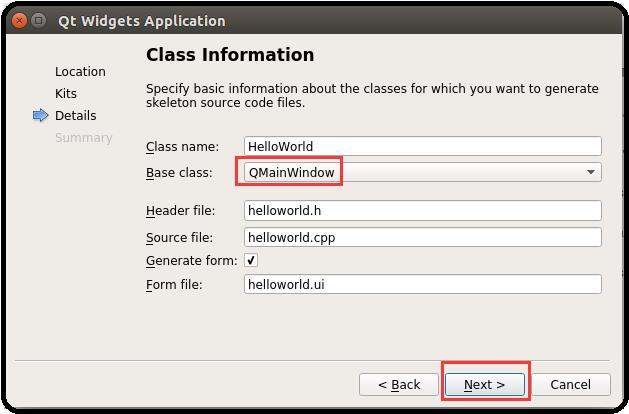 Qt Widgets Application
Location
Kits
Details
Summary
Class Information
Specify basic information about the classes for which you want to generate
skeleton source code files.
Class name: HelloWorld
Base class: QMainWindow
Header file: helloworld.h
Source file: helloworld.cpp
Generate form:
Form file: helloworld.ui
< Back Next > Cancel